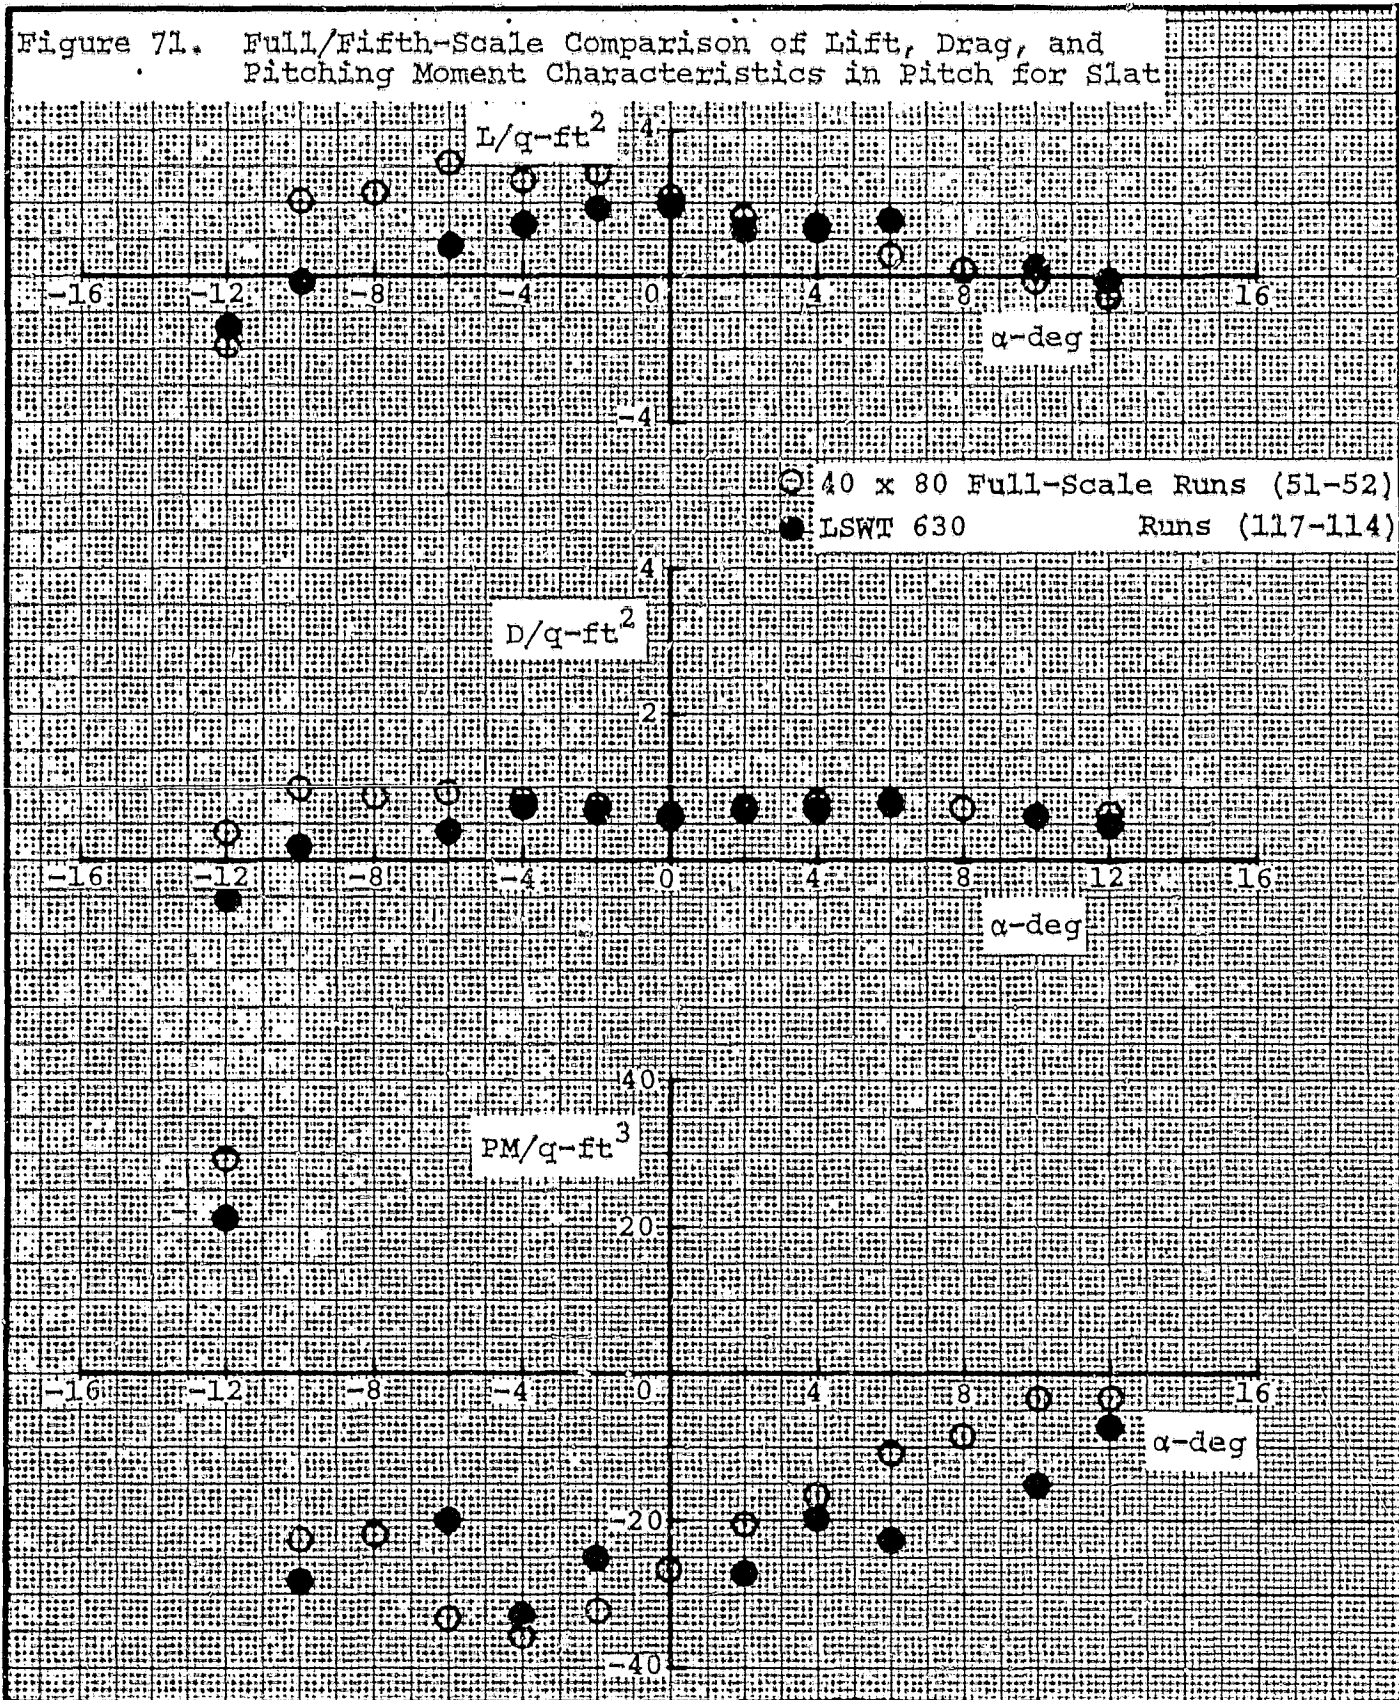 Figure 71. Full/Fifth-Scale Comparison of Lift, Drag, and
Pitching Moment Characteristics in Pitch for Slat
L/q-ft²
4
-16 -12 -8 -4 0 4 8 16
α-deg
-4
40 x 80 Full-Scale Runs (51-52)
LSWT 630 Runs (117-114)
4
D/q-ft²
2
-16 -12 -8 -4 0 4 8 12 16
α-deg
40
PM/q-ft³
20
-16 -12 -8 -4 0 4 8 16
α-deg
-20
-40